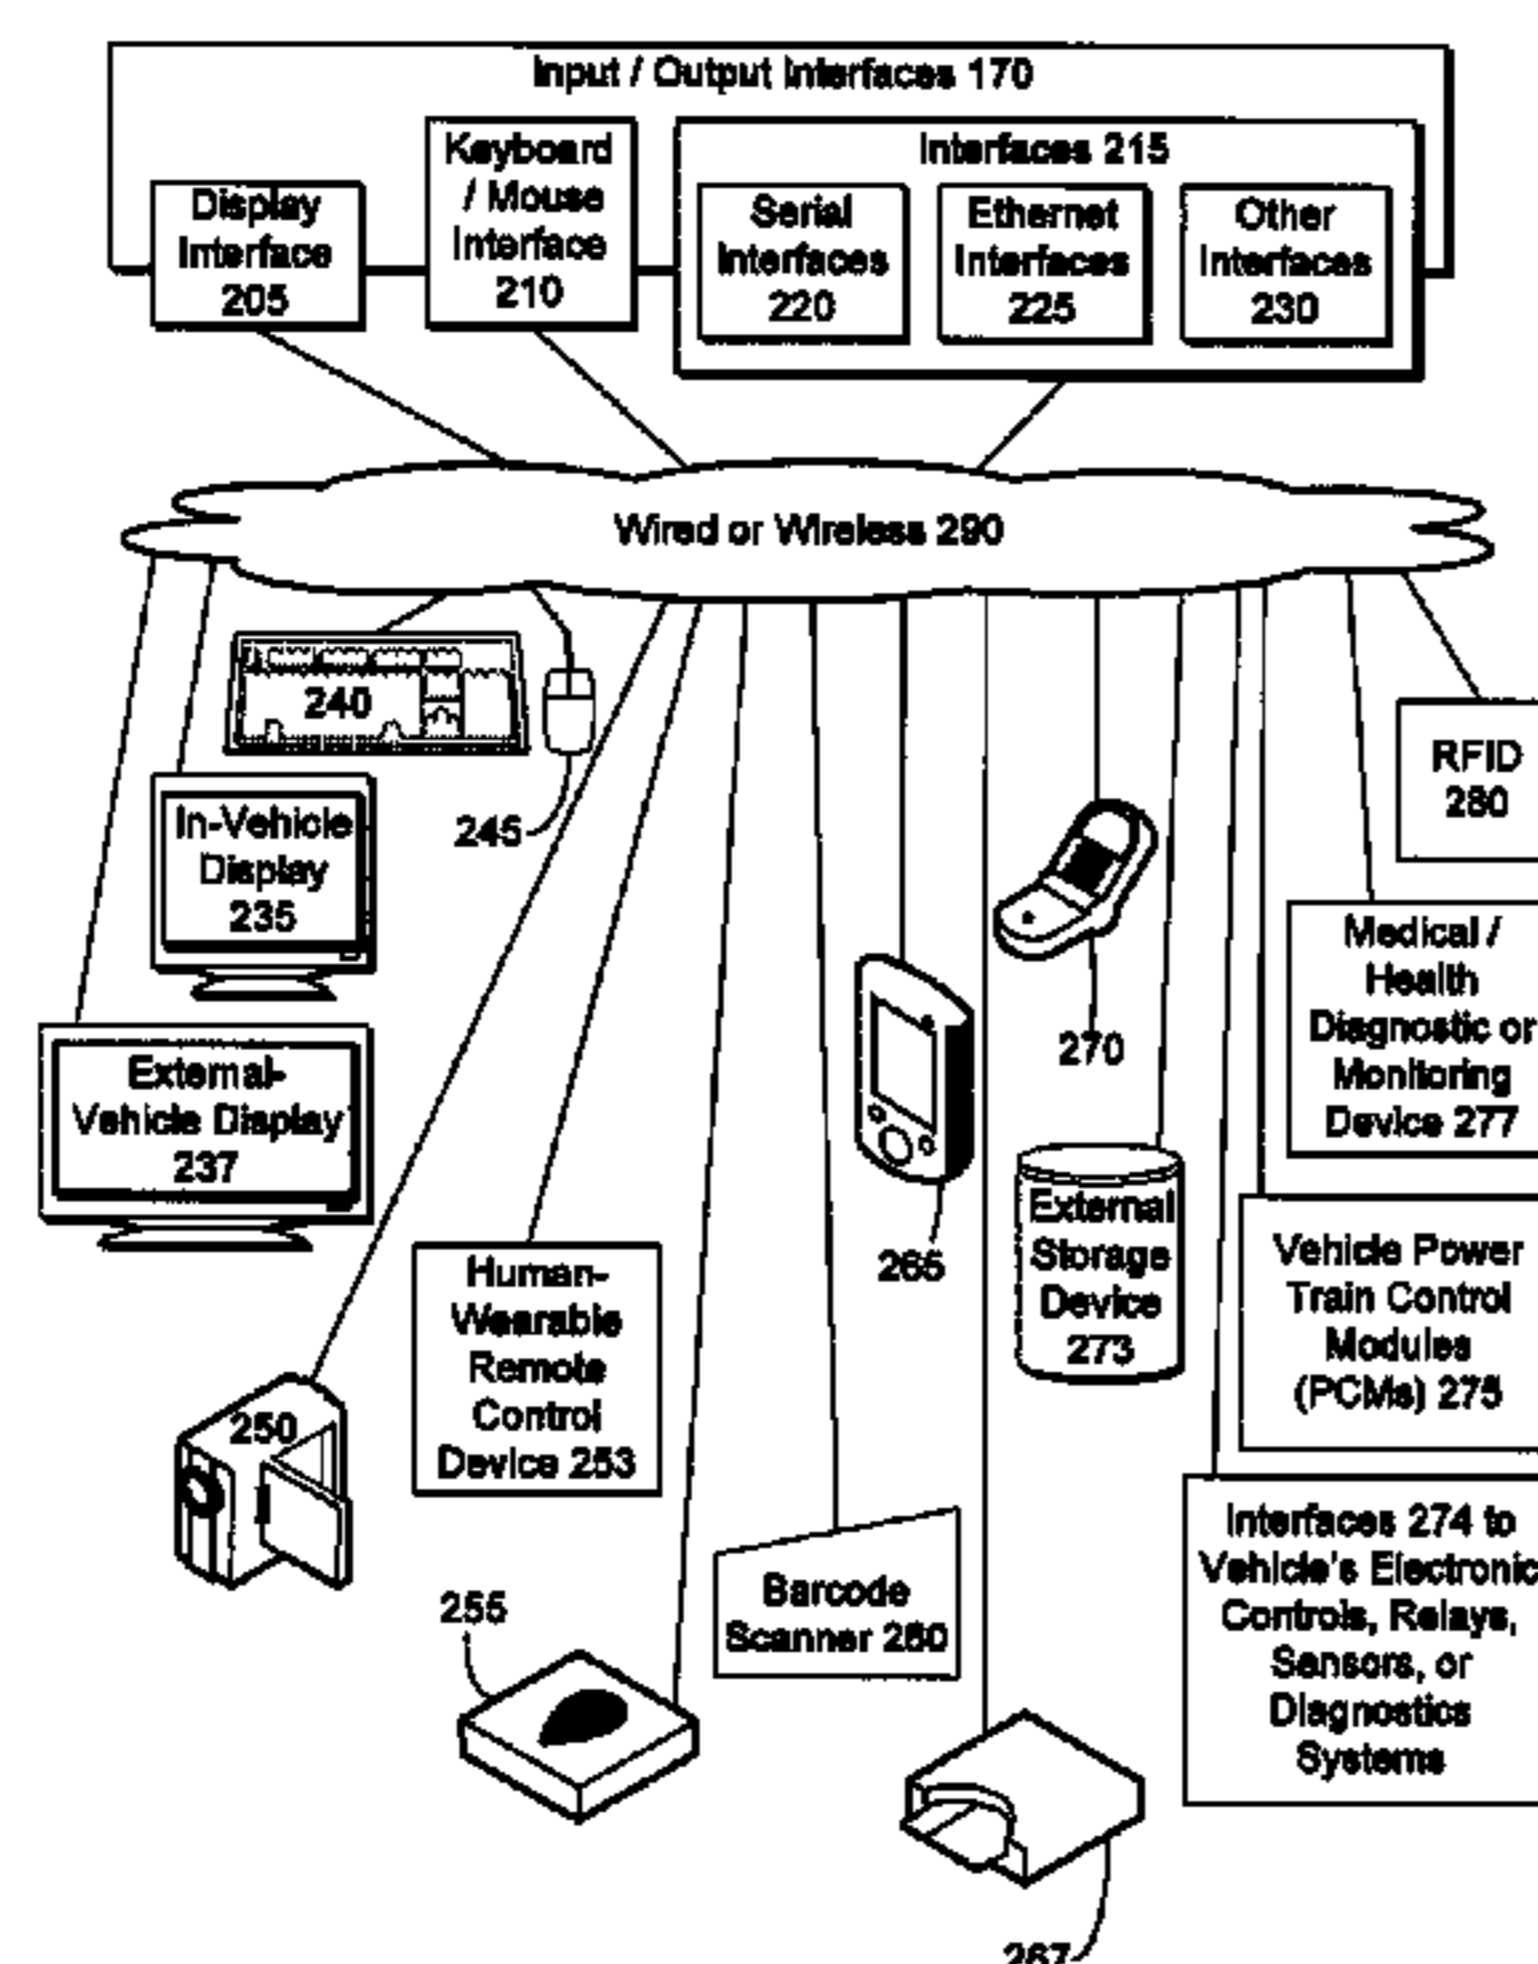 Input / Output Interfaces 170
Keyboard
/ Mouse
Interface
210
Interfaces 215
Display
Interface
205
Serial
Interfaces
220
Ethernet
Interfaces
225
Other
Interfaces
230
Wired or Wireless 290
240
245
In-Vehicle
Display
235
External-
Vehicle Display
237
RFID
280
Medical /
Health
Diagnostic or
Monitoring
Device 277
270
265
External
Storage
Device
273
Vehicle Power
Train Control
Modules
(PCMs) 275
Human-
Wearable
Remote
Control
Device 253
250
Interfaces 274 to
Vehicle's Electronic
Controls, Relays,
Sensors, or
Diagnostics
Systems
Barcode
Scanner 260
255
267